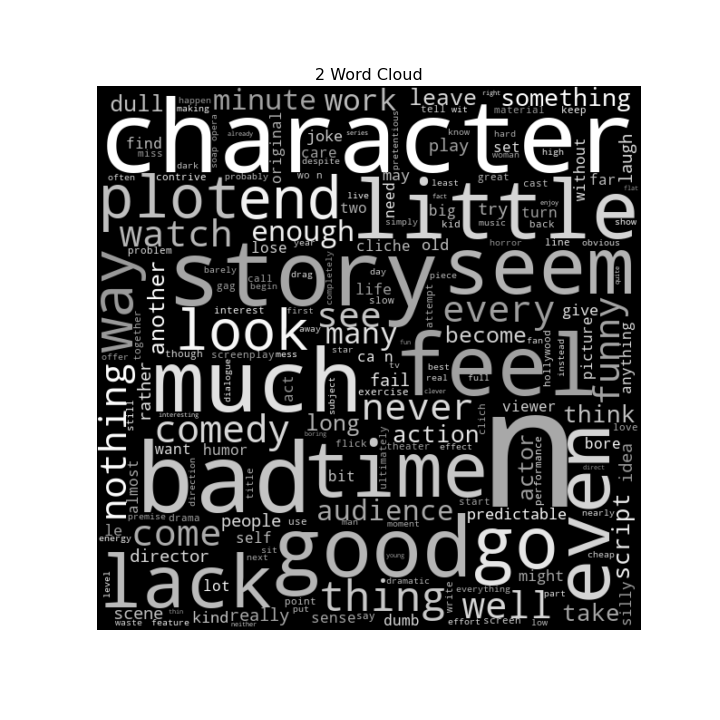 2 Word Cloud
dull happen making minute work leave right something
already soap opera original joke series tell wit material keep
character
find miss care despite pretentious play know hard woman set high without laugh
dark often contrive probably wo n may least great cast far flat
plot end need live two little
simply big fact kid try music turn back enjoy show
watch enough cliche old horror line obvious
problem lose year completely
way another barely gag call begin drag day life slow story piece attempt seem quite
interest first see every give
together look away many fun become fan hollywood instead picture funny anything
offer though screenplay mess star ca n tv best real full feel
nothing rather dialogue much act subject fail exercise clever
still interesting never clich viewer think love
comedy boring long action n bore
almost want humor flick ultimately theater effect actor performance even idea direct
direction bad title bit time start nearly
premise drama audience predictable script
le come people use man moment
energy self good go cheap
director sit next young might silly
level lack lot dramatic everything
thing write well part take
scene thin kind really point put sense say dumb
waste feature neither effort screen low